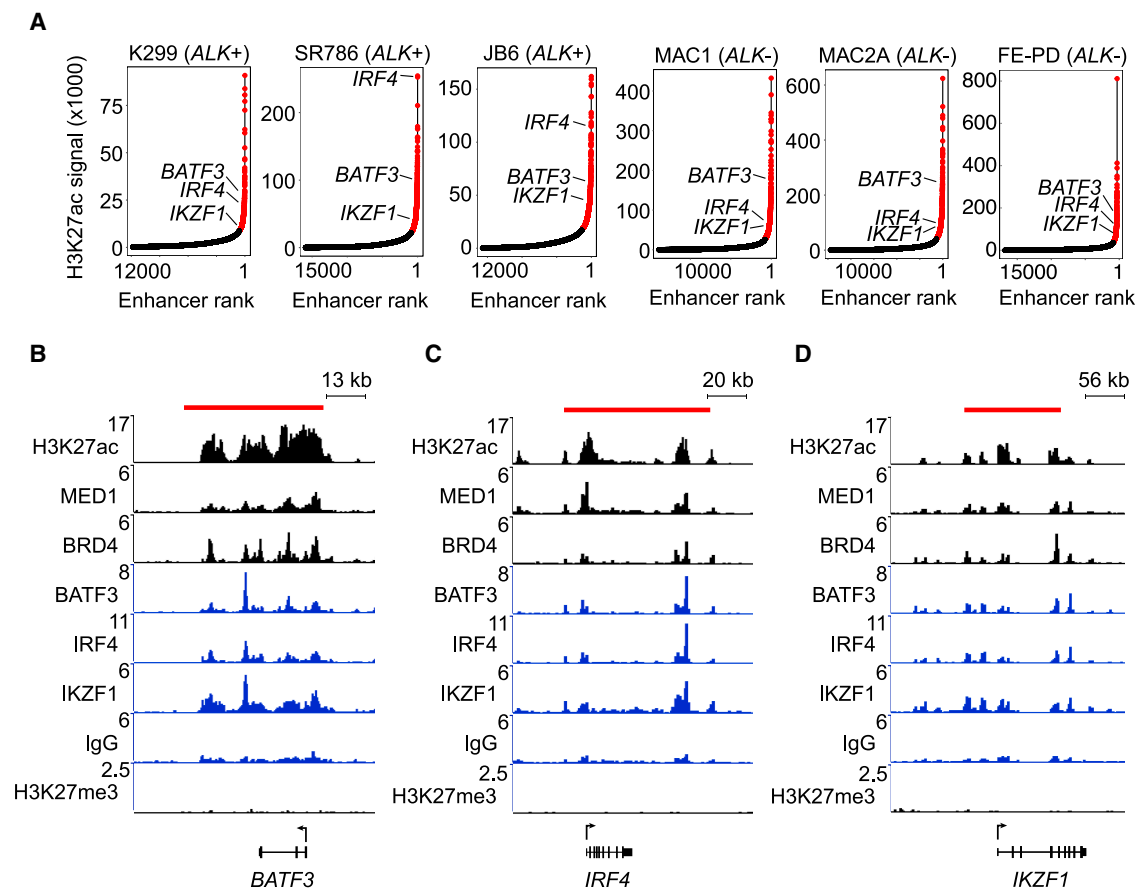 A
K299 (ALK+)
SR786 (ALK+)
JB6 (ALK+)
MAC1 (ALK-)
MAC2A (ALK-)
FE-PD (ALK-)
H3K27ac signal (x1000)
75
50
25
0
BATF3
IRF4
IKZF1
12000
1
Enhancer rank
200
100
0
IRF4
BATF3
IKZF1
15000
1
Enhancer rank
150
100
50
0
IRF4
BATF3
IKZF1
12000
1
Enhancer rank
400
300
200
100
0
BATF3
IRF4
IKZF1
10000
1
Enhancer rank
600
400
200
0
BATF3
IRF4
IKZF1
10000
1
Enhancer rank
800
600
400
200
0
BATF3
IRF4
IKZF1
15000
1
Enhancer rank
B
13 kb
H3K27ac
17
MED1
6
BRD4
6
BATF3
8
IRF4
11
IKZF1
6
IgG
6
H3K27me3
2.5
BATF3
C
20 kb
H3K27ac
17
MED1
6
BRD4
6
BATF3
8
IRF4
11
IKZF1
6
IgG
6
H3K27me3
2.5
IRF4
D
56 kb
H3K27ac
17
MED1
6
BRD4
6
BATF3
8
IRF4
11
IKZF1
6
IgG
6
H3K27me3
2.5
IKZF1